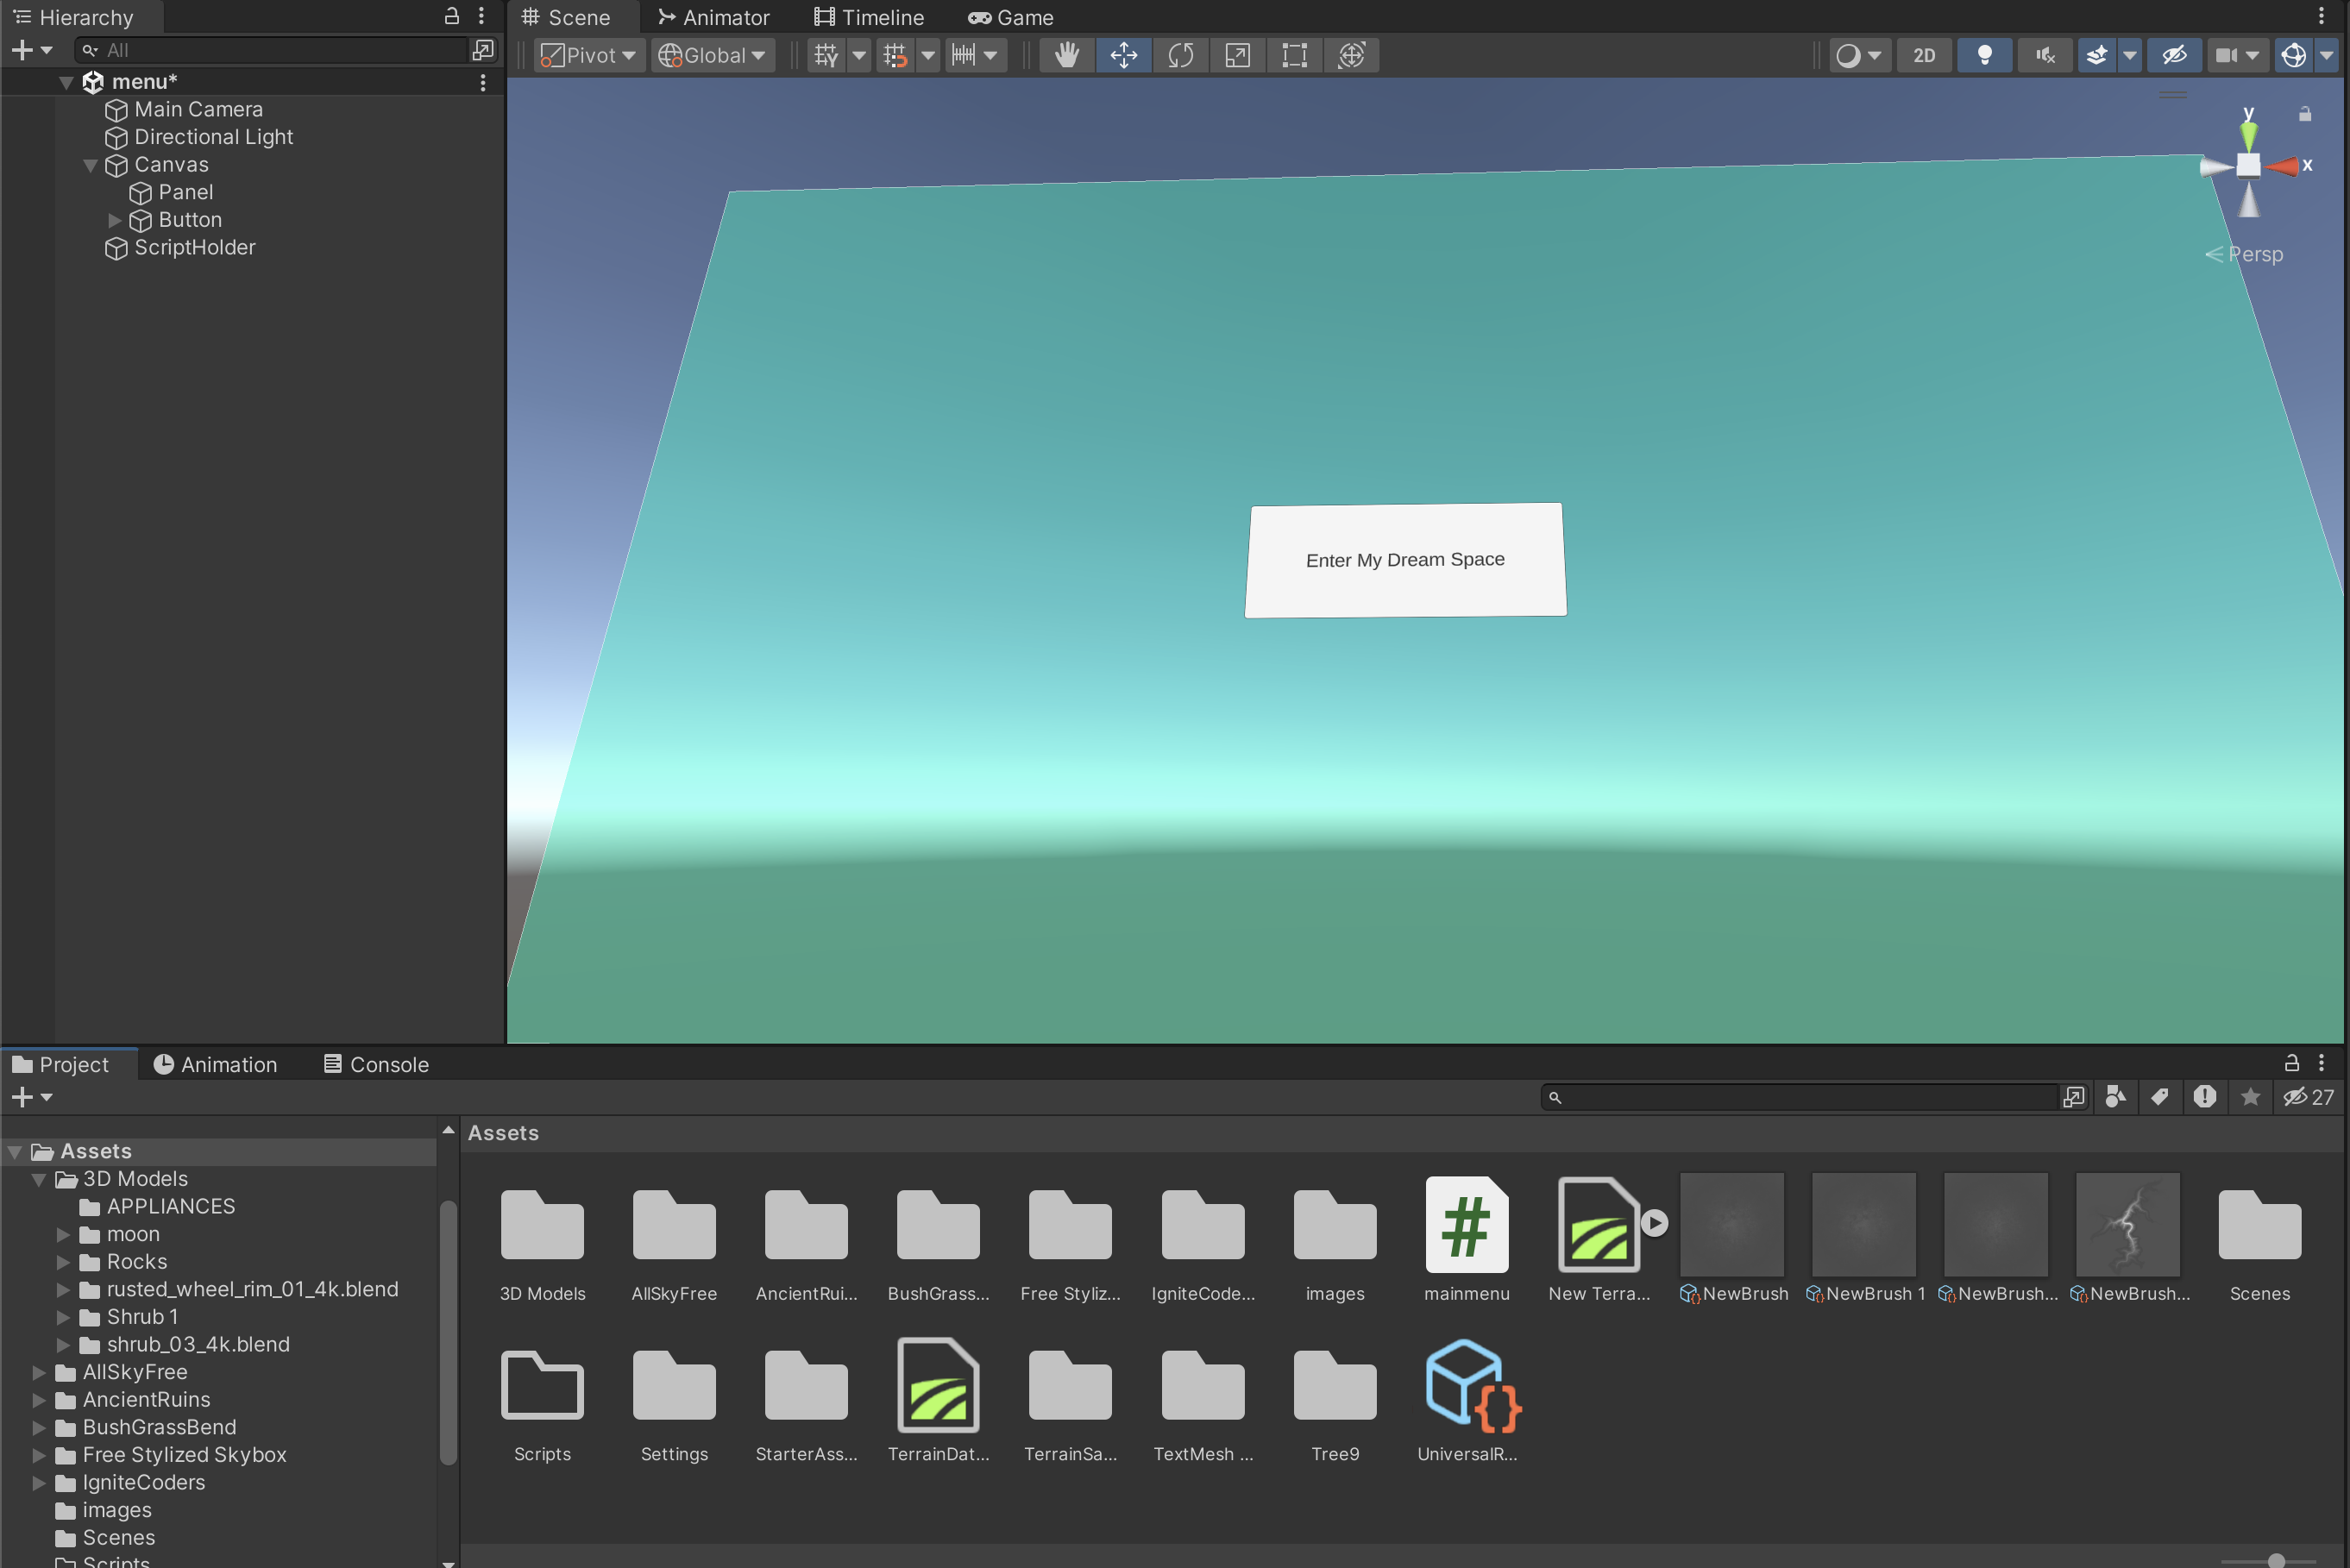 Hierarchy
All
menu*
Main Camera
Directional Light
Canvas
Panel
Button
ScriptHolder
Scene
Animator
Timeline
Game
Pivot
Global
2D
y
x
Persp
Enter My Dream Space
Project
Animation
Console
27
Assets
3D Models
APPLIANCES
moon
Rocks
rusted_wheel_rim_01_4k.blend
Shrub 1
shrub_03_4k.blend
AllSkyFree
AncientRuins
BushGrassBend
Free Stylized Skybox
IgniteCoders
images
Scenes
Scripts
Assets
3D Models
AllSkyFree
AncientRui...
BushGrass...
Free Styliz...
IgniteCode...
images
mainmenu
New Terra...
NewBrush
NewBrush 1
NewBrush...
NewBrush...
Scenes
Scripts
Settings
StarterAss...
TerrainDat...
TerrainSa...
TextMesh ...
Tree9
UniversalR...